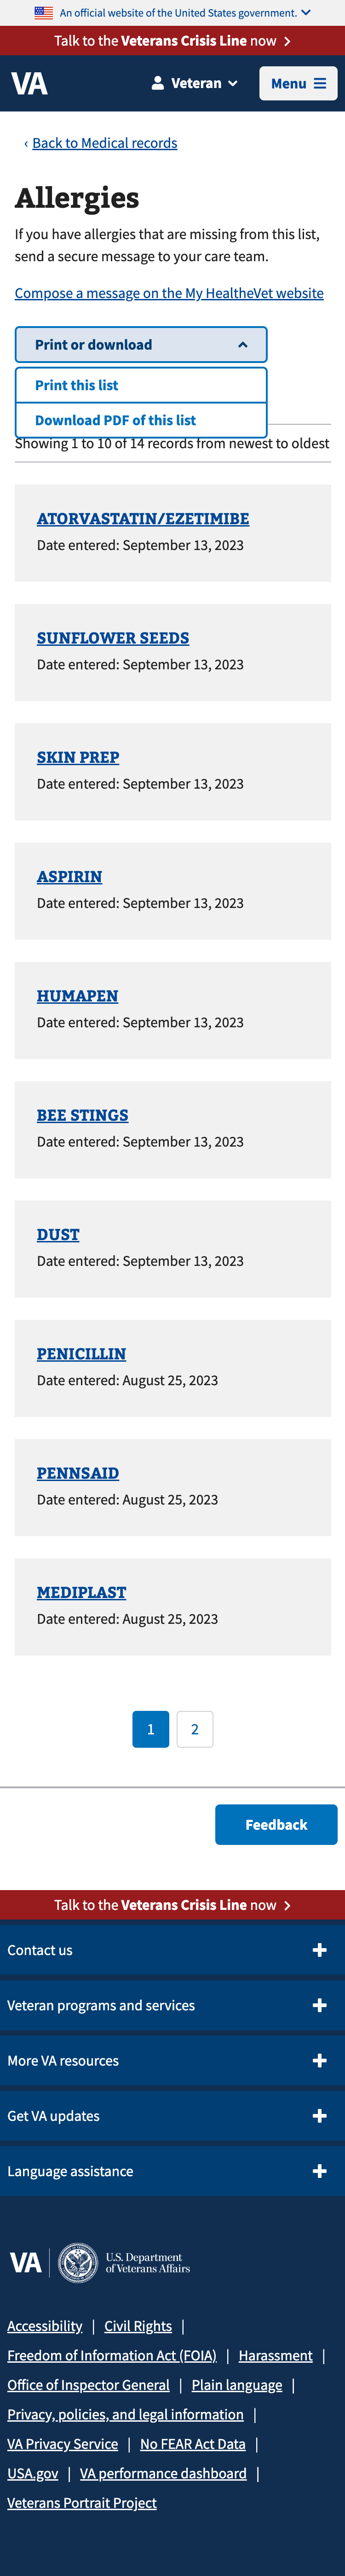 An official website of the United States government.
Talk to the Veterans Crisis Line now
VA
Veteran
Menu
‹ Back to Medical records
Allergies
If you have allergies that are missing from this list,
send a secure message to your care team.
Compose a message on the My HealtheVet website
Print or download
Print this list
Download PDF of this list
Showing 1 to 10 of 14 records from newest to oldest
ATORVASTATIN/EZETIMIBE
Date entered: September 13, 2023
SUNFLOWER SEEDS
Date entered: September 13, 2023
SKIN PREP
Date entered: September 13, 2023
ASPIRIN
Date entered: September 13, 2023
HUMAPEN
Date entered: September 13, 2023
BEE STINGS
Date entered: September 13, 2023
DUST
Date entered: September 13, 2023
PENICILLIN
Date entered: August 25, 2023
PENNSAID
Date entered: August 25, 2023
MEDIPLAST
Date entered: August 25, 2023
1 2
Feedback
Talk to the Veterans Crisis Line now
Contact us
Veteran programs and services
More VA resources
Get VA updates
Language assistance
VA | U.S. Department
of Veterans Affairs
Accessibility | Civil Rights |
Freedom of Information Act (FOIA) | Harassment |
Office of Inspector General | Plain language |
Privacy, policies, and legal information |
VA Privacy Service | No FEAR Act Data |
USA.gov | VA performance dashboard |
Veterans Portrait Project